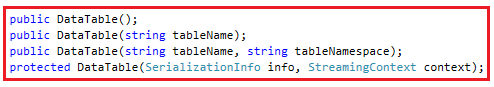 public DataTable();
public DataTable(string tableName);
public DataTable(string tableName, string tableNamespace);
protected DataTable(SerializationInfo info, StreamingContext context);